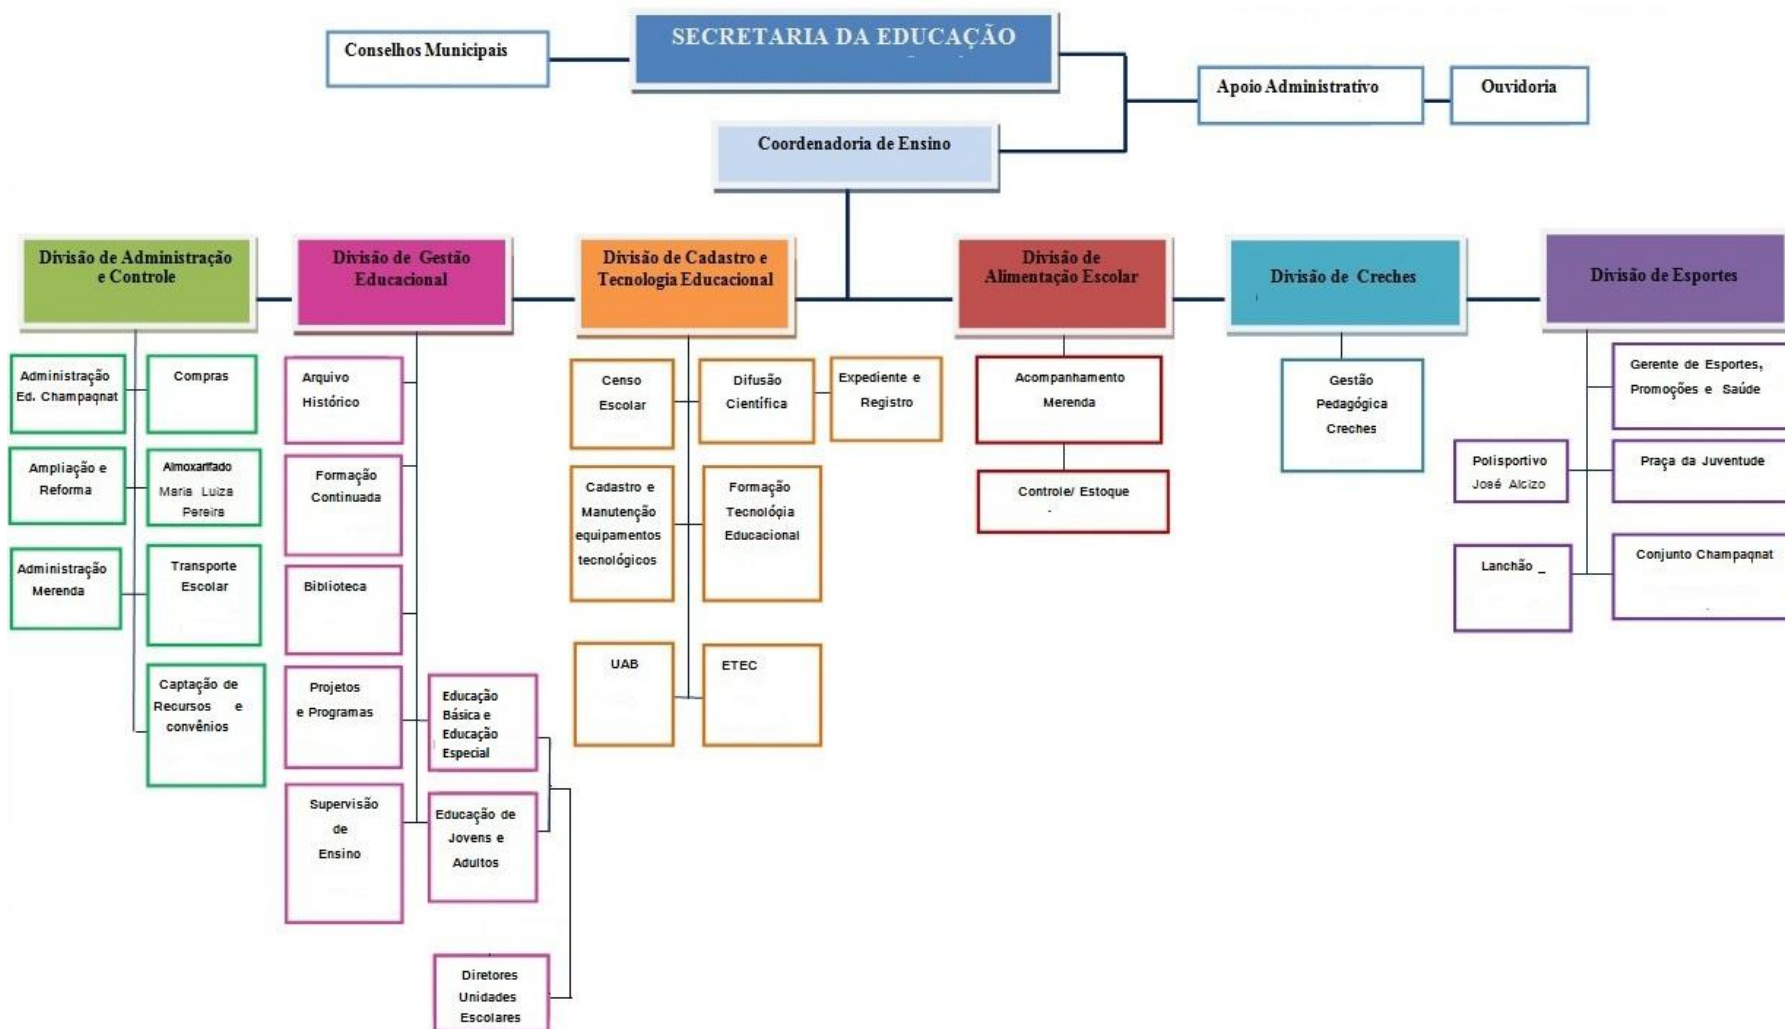 SECRETARIA DA EDUCAÇÃO
Conselhos Municipais
Apoio Administrativo
Ouvidoria
Coordenadoria de Ensino
Divisão de Administração
e Controle
Divisão de Gestão
Educacional
Divisão de Cadastro e
Tecnologia Educacional
Divisão de
Alimentação Escolar
Divisão de Creches
Divisão de Esportes
Administração
Ed. Champaqnat
Compras
Ampliação e
Reforma
Almoxarifado
Maria Luiza
Pereira
Administração
Merenda
Transporte
Escolar
Captação de
Recursos e
convênios
Arquivo
Histórico
Formação
Continuada
Biblioteca
Projetos
e Programas
Educação
Básica e
Educação
Especial
Supervisão
de
Ensino
Educação de
Jovens e
Adultos
Diretores
Unidades
Escolares
Censo
Escolar
Difusão
Científica
Expediente e
Registro
Cadastro e
Manutenção
equipamentos
tecnológicos
Formação
Tecnológia
Educacional
UAB
ETEC
Acompanhamento
Merenda
Controle/ Estoque
Gestão
Pedagógica
Creches
Gerente de Esportes,
Promoções e Saúde
Polisportivo
José Alcizo
Praça da Juventude
Lanchão _
Conjunto Champaqnat